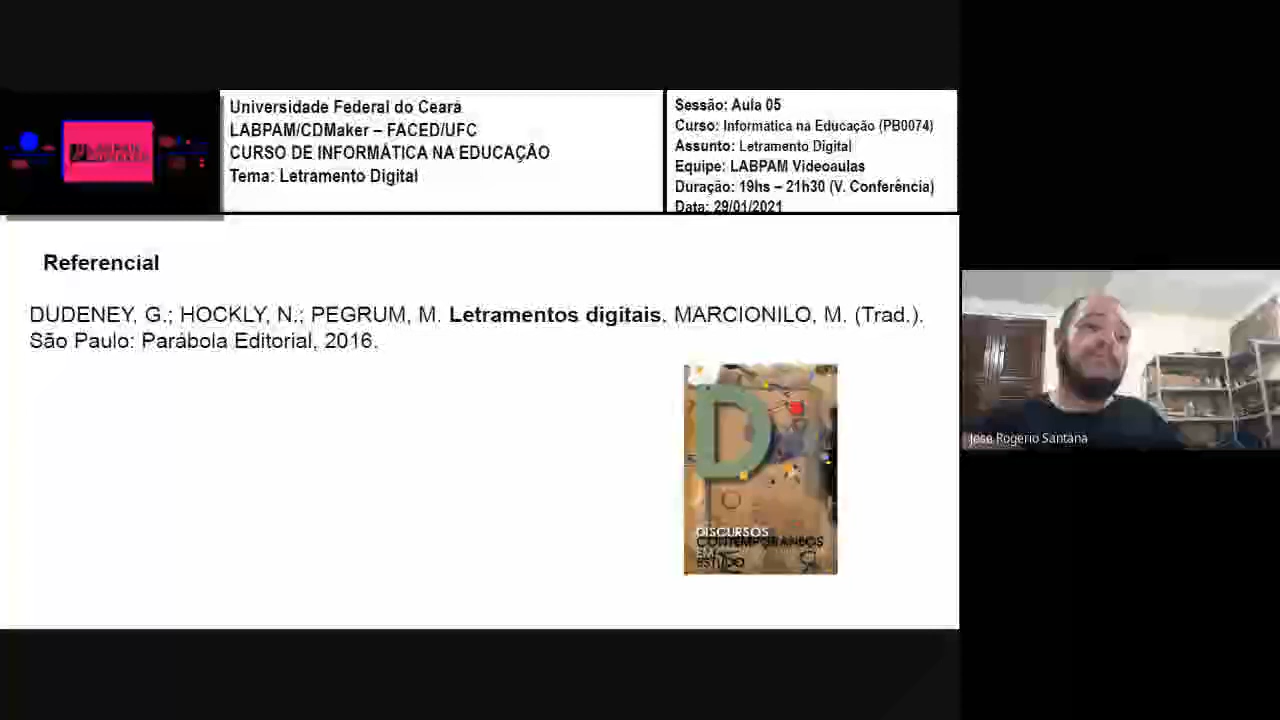 Universidade Federal do Ceará
LABPAM/CDMaker – FACED/UFC
CURSO DE INFORMÁTICA NA EDUCAÇÃO
Tema: Letramento Digital
Sessão: Aula 05
Curso: Informatica na Educação (PB0074)
Assunto: Letramento Digital
Equipe: LABPAM Videoaulas
Duração: 19hs – 21h30 (V. Conferência)
Data: 29/01/2021
Referencial
DUDENEY, G.; HOCKLY, N.; PEGRUM, M. Letramentos digitais. MARCIONILO, M. (Trad.).
São Paulo: Parábola Editorial, 2016.
D
DISCURSOS
CONTEMPORÂNEOS
EM
ESTUDO
Jose Rogerio Santana